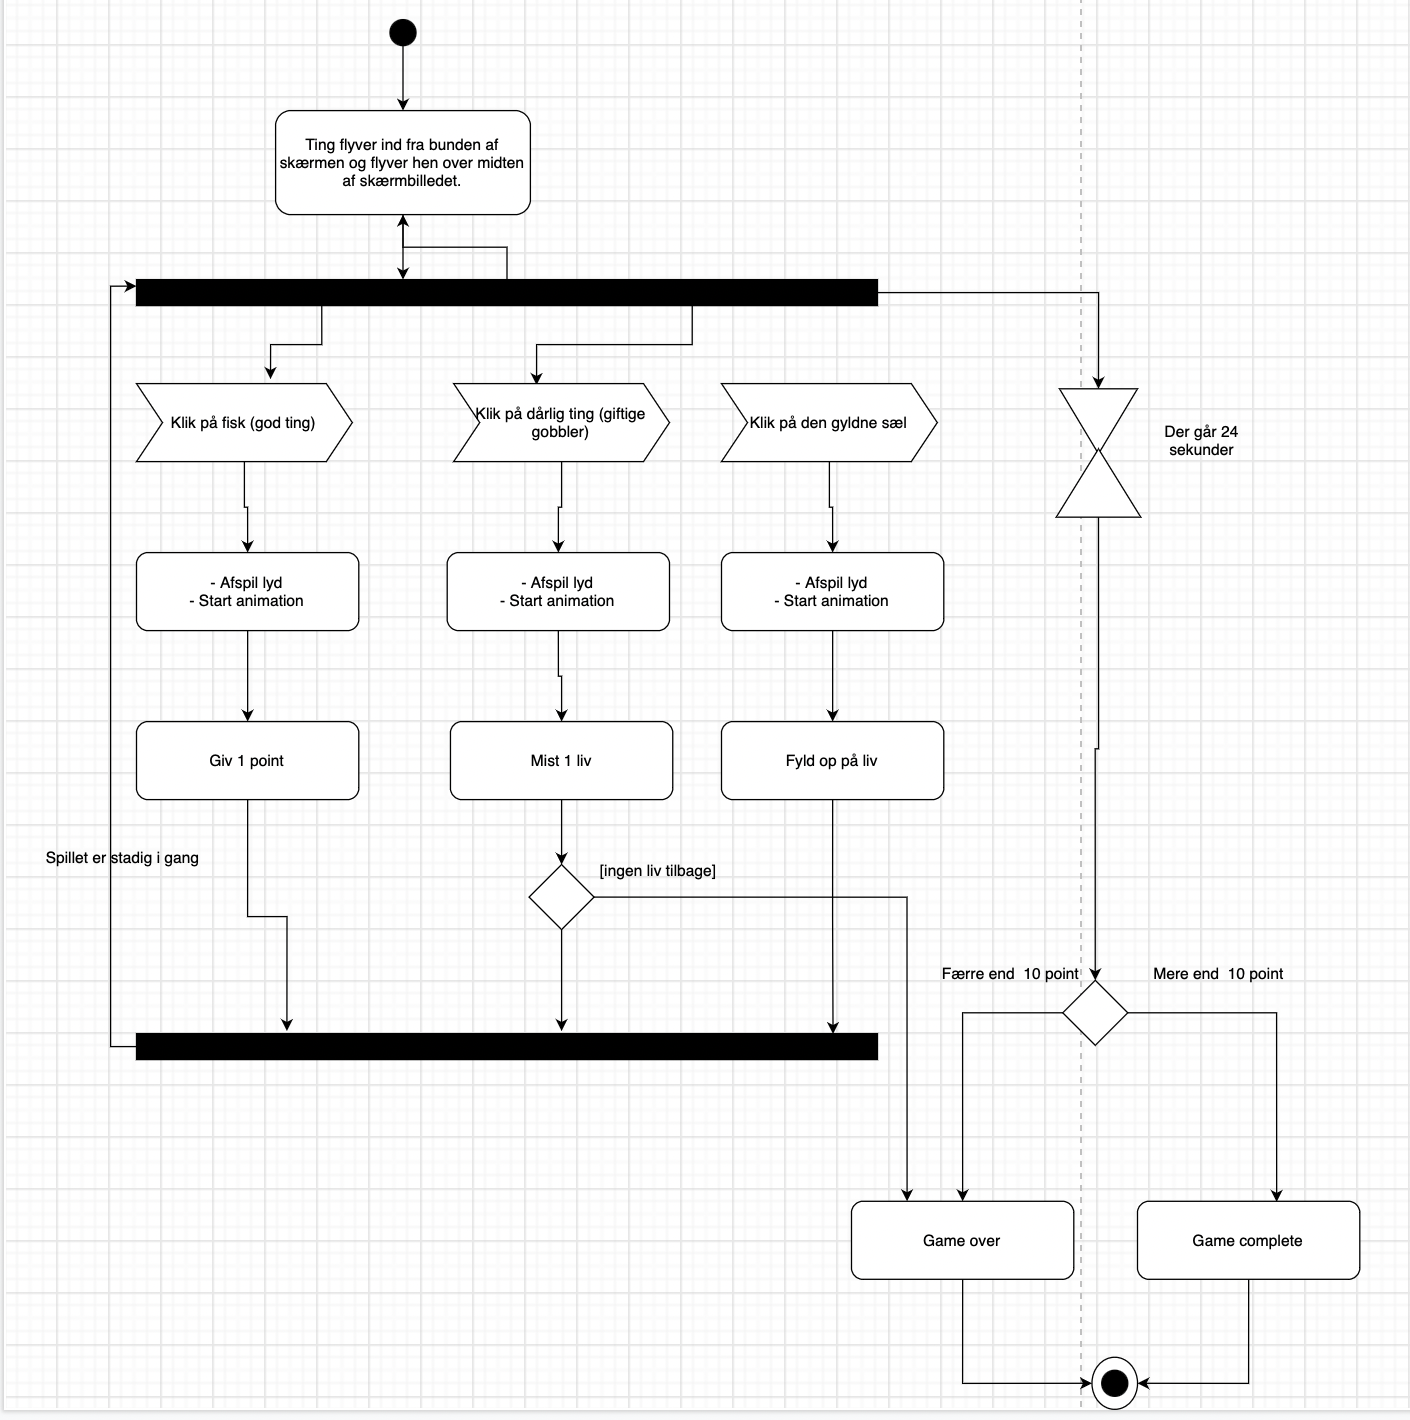 Ting flyver ind fra bunden af
skærmen og flyver hen over midten
af skærmbilledet.
Klik på fisk (god ting)
Klik på dårlig ting (giftige
gobbler)
Klik på den gyldne sæl
Der går 24
sekunder
- Afspil lyd
- Start animation
- Afspil lyd
- Start animation
- Afspil lyd
- Start animation
Giv 1 point
Mist 1 liv
Fyld op på liv
Spillet er stadig i gang
[ingen liv tilbage]
Færre end  10 point
Mere end  10 point
Game over
Game complete